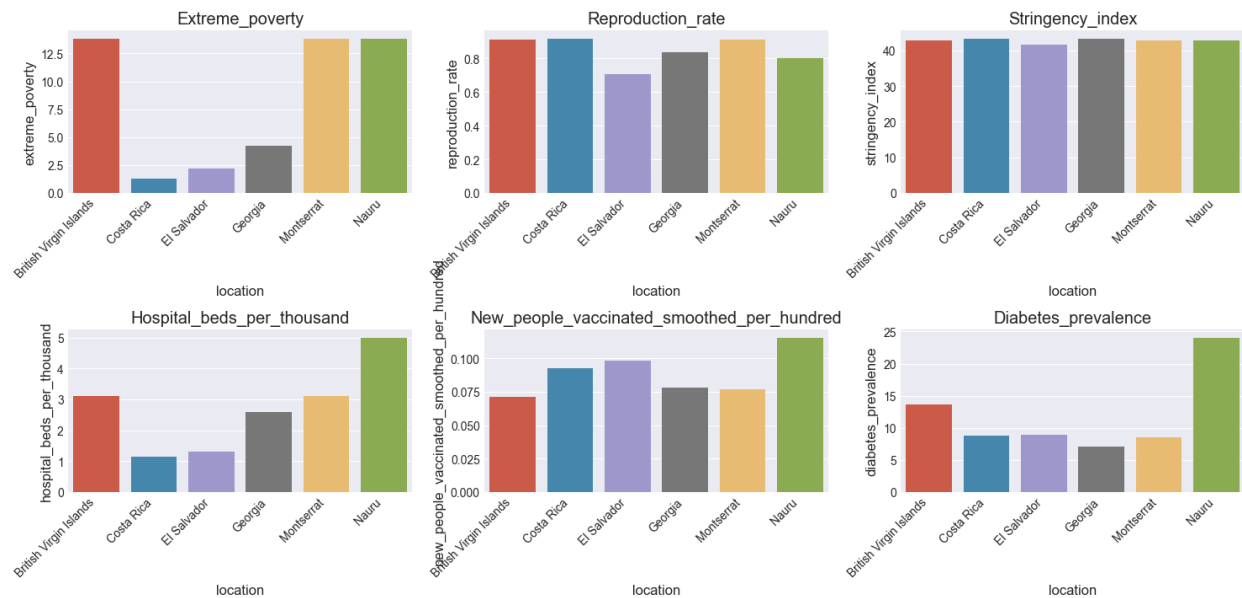 Extreme_poverty
extreme_poverty
12.5
10.0
7.5
5.0
2.5
0.0
British Virgin Islands
Costa Rica
El Salvador
Georgia
Montserrat
Nauru
location
Reproduction_rate
reproduction_rate
0.8
0.6
0.4
0.2
0.0
British Virgin Islands
Costa Rica
El Salvador
Georgia
Montserrat
Nauru
location
Stringency_index
stringency_index
40
30
20
10
0
British Virgin Islands
Costa Rica
El Salvador
Georgia
Montserrat
Nauru
location
Hospital_beds_per_thousand
hospital_beds_per_thousand
5
4
3
2
1
0
British Virgin Islands
Costa Rica
El Salvador
Georgia
Montserrat
Nauru
location
New_people_vaccinated_smoothed_per_hundred
new_people_vaccinated_smoothed_per_hundred
0.100
0.075
0.050
0.025
0.000
British Virgin Islands
Costa Rica
El Salvador
Georgia
Montserrat
Nauru
location
Diabetes_prevalence
diabetes_prevalence
25
20
15
10
5
0
British Virgin Islands
Costa Rica
El Salvador
Georgia
Montserrat
Nauru
location